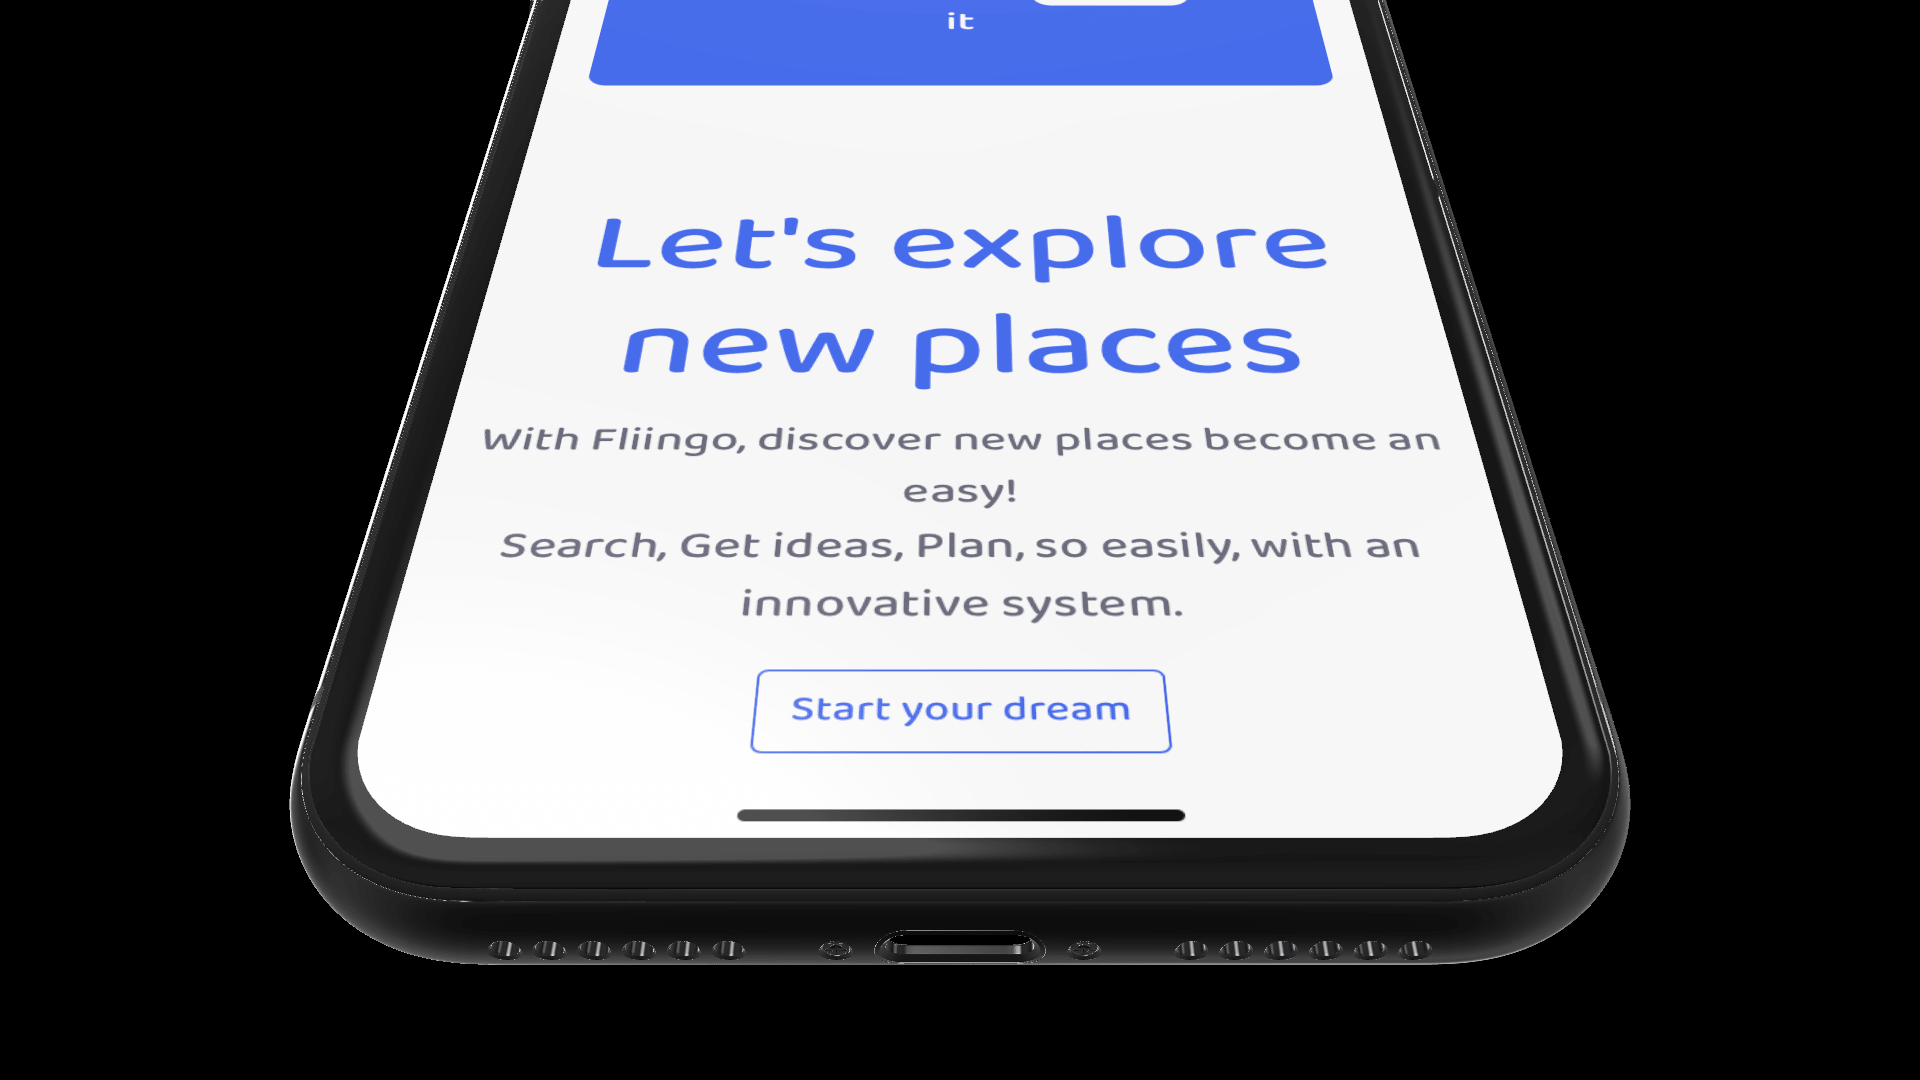 it
Let's explore
new places
With Fliingo, discover new places become an
easy!
Search, Get ideas, Plan, so easily, with an
innovative system.
Start your dream